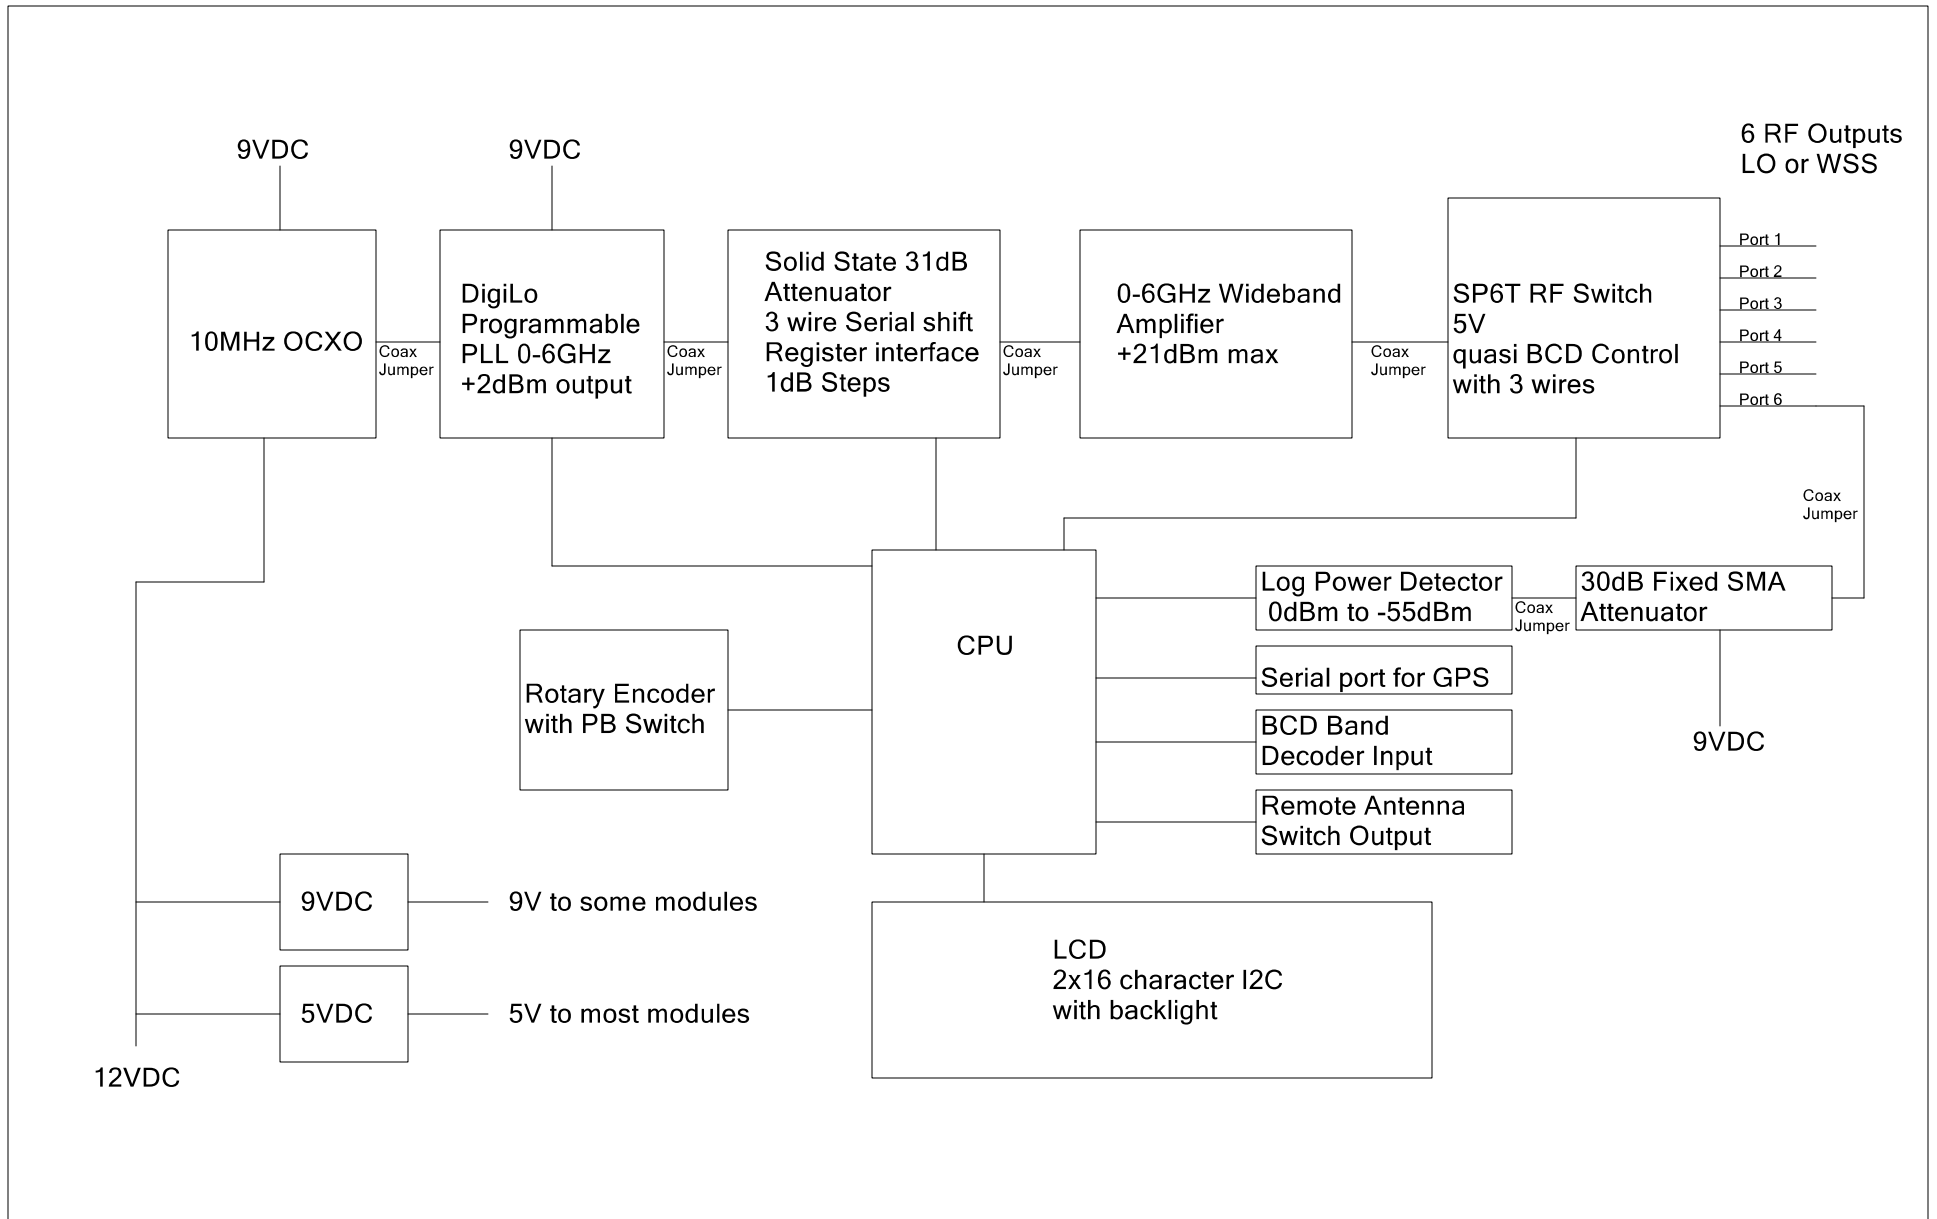 6 RF Outputs
LO or WSS
9VDC
9VDC
10MHz OCXO
Coax
Jumper
DigiLo
Programmable
PLL 0-6GHz
+2dBm output
Coax
Jumper
Solid State 31dB
Attenuator
3 wire Serial shift
Register interface
1dB Steps
Coax
Jumper
0-6GHz Wideband
Amplifier
+21dBm max
Coax
Jumper
SP6T RF Switch
5V
quasi BCD Control
with 3 wires
Port 1
Port 2
Port 3
Port 4
Port 5
Port 6
Coax
Jumper
CPU
Log Power Detector
0dBm to -55dBm
Coax
Jumper
30dB Fixed SMA
Attenuator
9VDC
Serial port for GPS
BCD Band
Decoder Input
Remote Antenna
Switch Output
Rotary Encoder
with PB Switch
9VDC
9V to some modules
5VDC
5V to most modules
12VDC
LCD
2x16 character I2C
with backlight